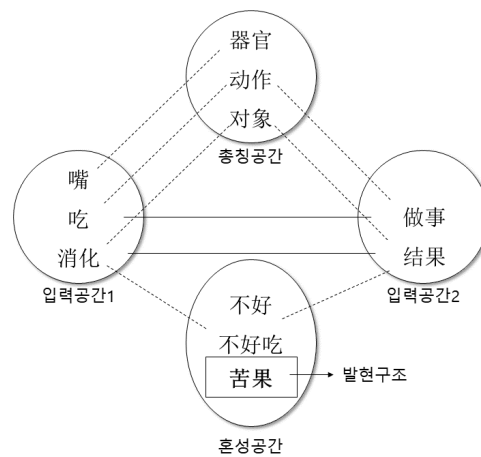 器官
动作
对象
총칭공간
嘴
吃
消化
입력공간1
做事
结果
입력공간2
不好
不好吃
苦果
발현구조
혼성공간